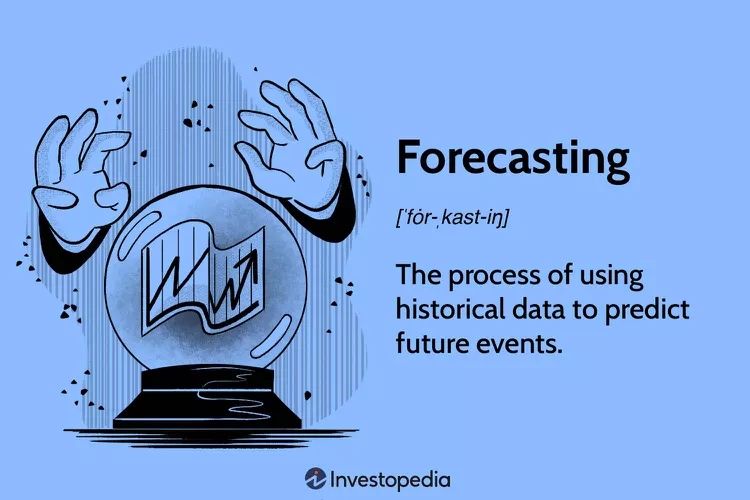 Forecasting
[ˈfȯr-ˌkast-iŋ]
The process of using
historical data to predict
future events.
Investopedia